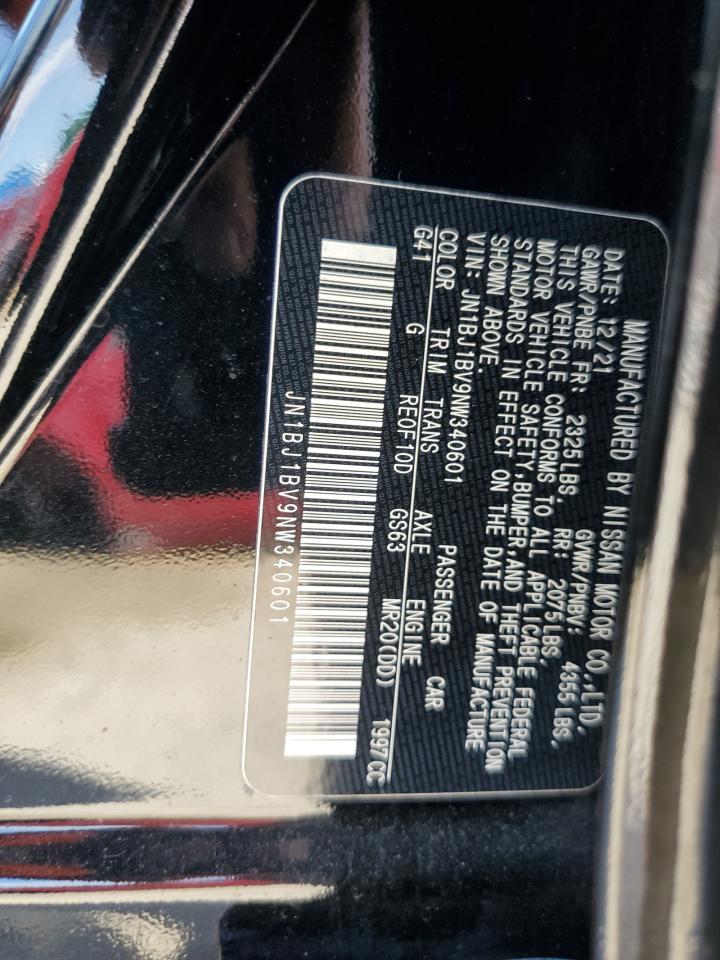 MANUFACTURED BY NISSAN MOTOR CO.,LTD.
DATE: 12/21 GVWR/PNBV: 4355 LBS.
GAWR/PNBE FR: 2325LBS. RR: 2075LBS.
THIS VEHICLE CONFORMS TO ALL APPLICABLE FEDERAL
MOTOR VEHICLE SAFETY,BUMPER,AND THEFT PREVENTION
STANDARDS IN EFFECT ON THE DATE OF MANUFACTURE
SHOWN ABOVE.
VIN: JN1BJ1BV9NW340601 PASSENGER CAR
COLOR TRIM TRANS AXLE ENGINE
G41 G RE0F10D GS63 MR20(DD) 1997CC
JN1BJ1BV9NW340601